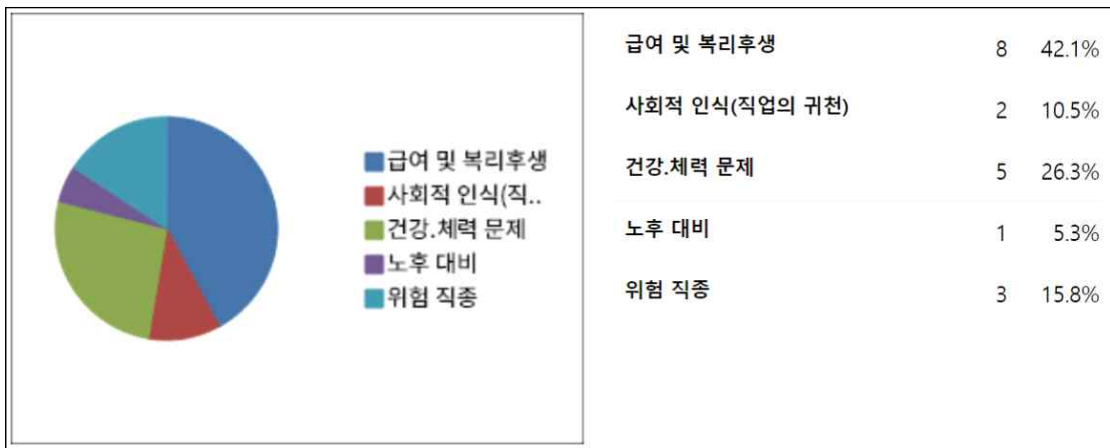 급여 및 복리후생
사회적 인식(직..
건강.체력 문제
노후 대비
위험 직종
급여 및 복리후생 8 42.1%
사회적 인식(직업의 귀천) 2 10.5%
건강.체력 문제 5 26.3%
노후 대비 1 5.3%
위험 직종 3 15.8%